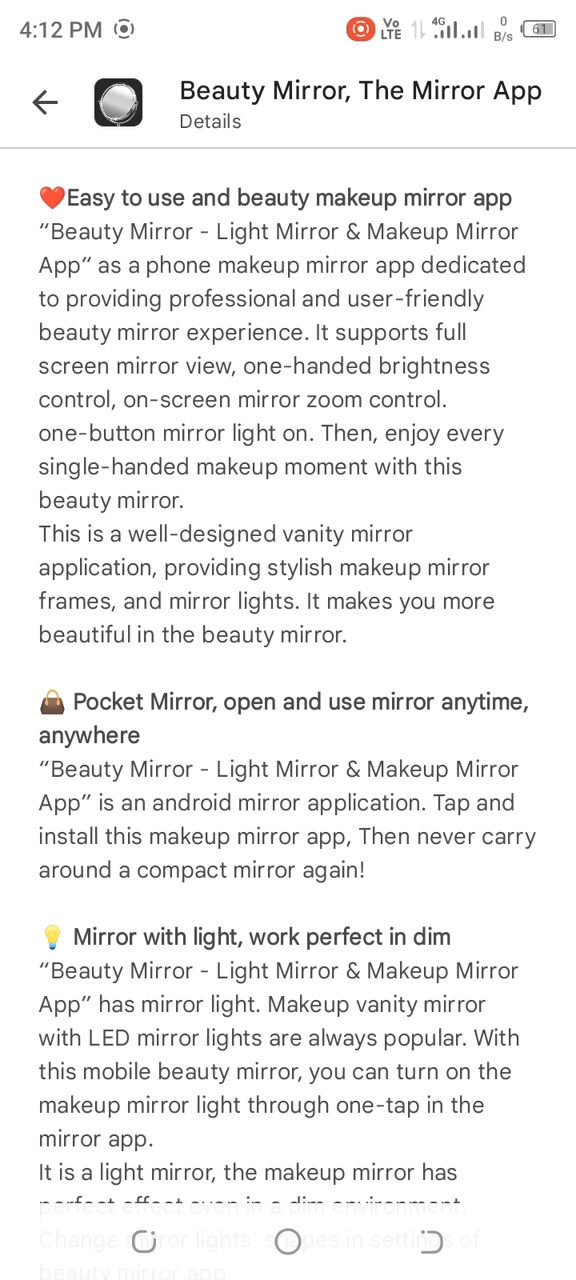 4:12 PM
Vo LTE 4G 0 B/s 61
Beauty Mirror, The Mirror App
Details
❤️Easy to use and beauty makeup mirror app
“Beauty Mirror - Light Mirror & Makeup Mirror
App“ as a phone makeup mirror app dedicated
to providing professional and user-friendly
beauty mirror experience. It supports full
screen mirror view, one-handed brightness
control, on-screen mirror zoom control.
one-button mirror light on. Then, enjoy every
single-handed makeup moment with this
beauty mirror.
This is a well-designed vanity mirror
application, providing stylish makeup mirror
frames, and mirror lights. It makes you more
beautiful in the beauty mirror.
👜 Pocket Mirror, open and use mirror anytime,
anywhere
“Beauty Mirror - Light Mirror & Makeup Mirror
App” is an android mirror application. Tap and
install this makeup mirror app, Then never carry
around a compact mirror again!
💡 Mirror with light, work perfect in dim
“Beauty Mirror - Light Mirror & Makeup Mirror
App” has mirror light. Makeup vanity mirror
with LED mirror lights are always popular. With
this mobile beauty mirror, you can turn on the
makeup mirror light through one-tap in the
mirror app.
It is a light mirror, the makeup mirror has
perfect effect even in a dim environment.
Change mirror lights' shapes in settings of
beauty mirror app.